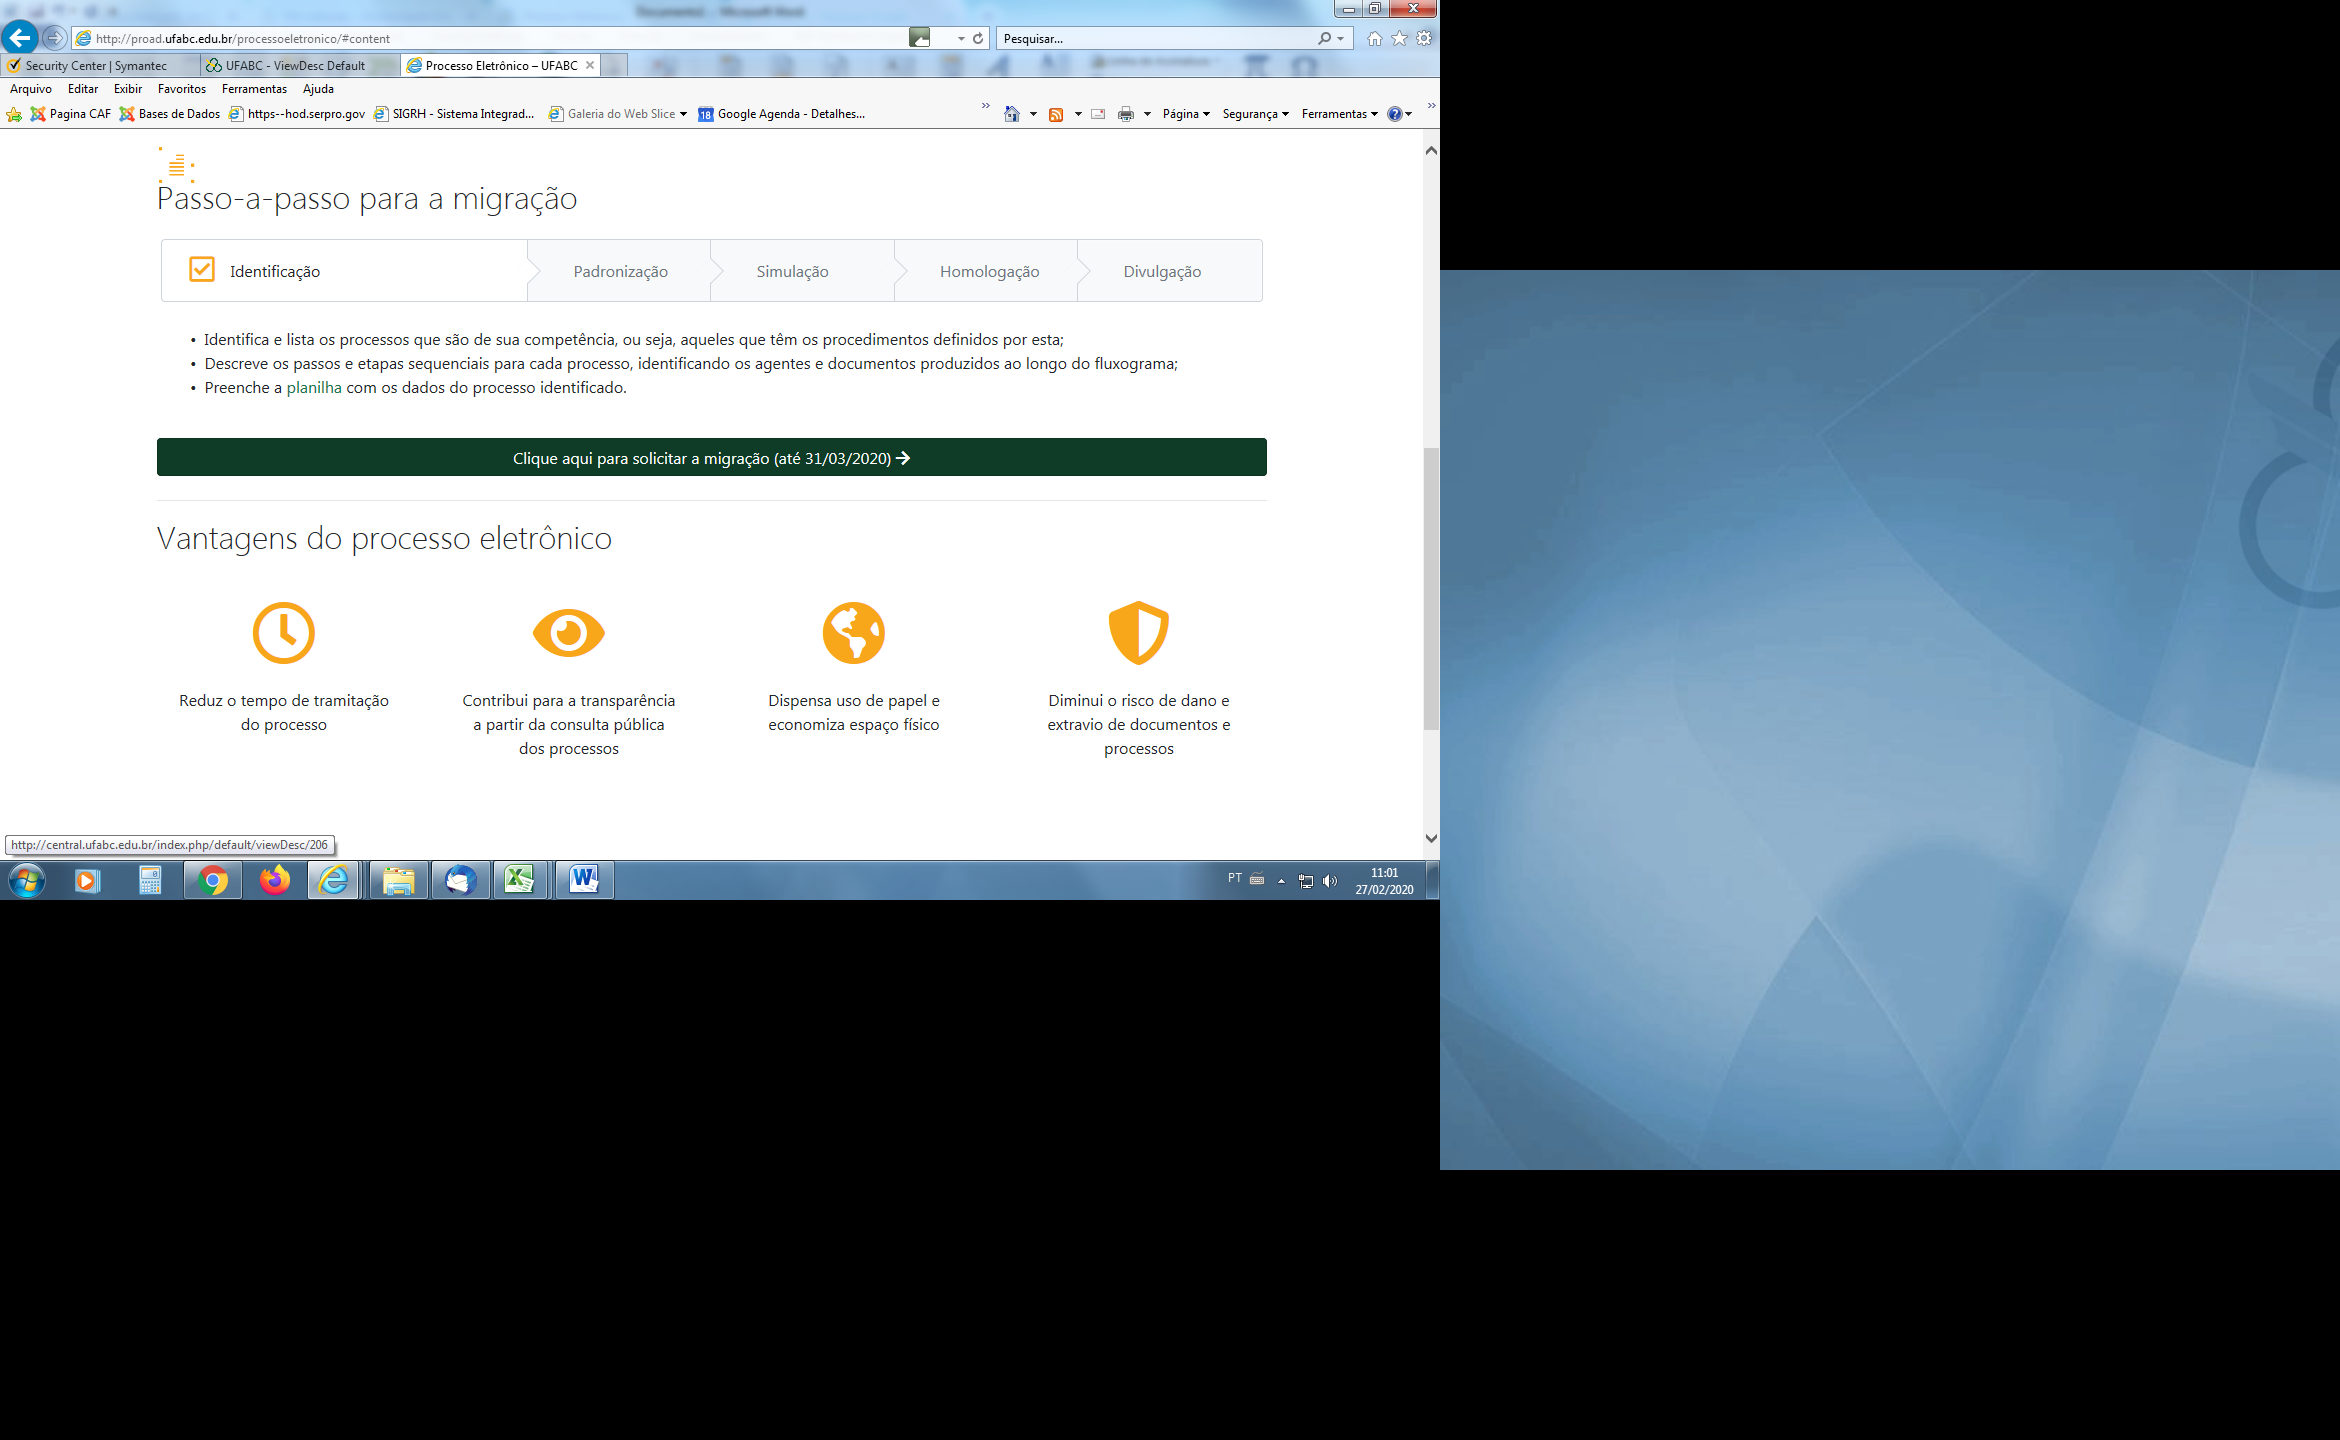 Documento1 - Microsoft Word
http://proad.ufabc.edu.br/processoeletronico/#content
Pesquisar...
Security Center | Symantec
UFABC - ViewDesc Default
Processo Eletrônico – UFABC
Arquivo Editar Exibir Favoritos Ferramentas Ajuda
Pagina CAF Bases de Dados https--hod.serpro.gov SIGRH - Sistema Integrad... Galeria do Web Slice 18 Google Agenda - Detalhes... » Página Segurança Ferramentas »
Passo-a-passo para a migração
Identificação Padronização Simulação Homologação Divulgação
• Identifica e lista os processos que são de sua competência, ou seja, aqueles que têm os procedimentos definidos por esta;
• Descreve os passos e etapas sequenciais para cada processo, identificando os agentes e documentos produzidos ao longo do fluxograma;
• Preenche a planilha com os dados do processo identificado.
Clique aqui para solicitar a migração (até 31/03/2020)
Vantagens do processo eletrônico
Reduz o tempo de tramitação
do processo
Contribui para a transparência
a partir da consulta pública
dos processos
Dispensa uso de papel e
economiza espaço físico
Diminui o risco de dano e
extravio de documentos e
processos
http://central.ufabc.edu.br/index.php/default/viewDesc/206
PT
11:01
27/02/2020